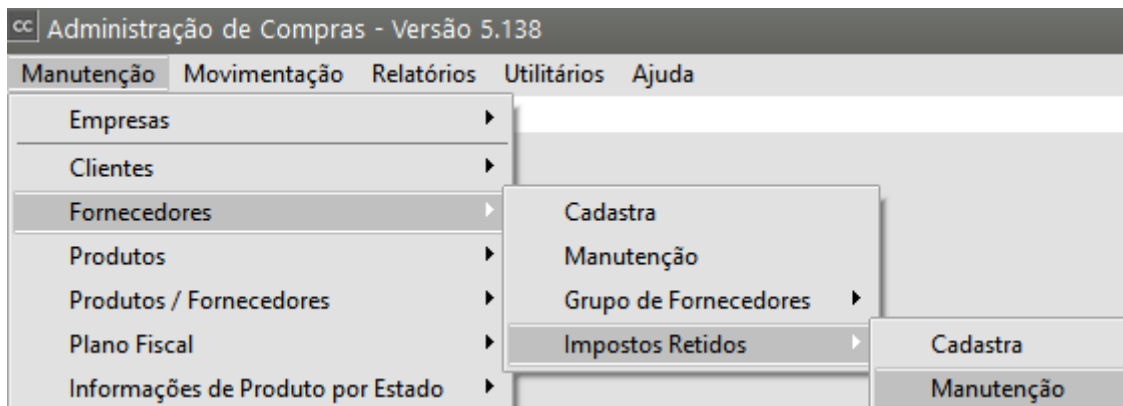 cc Administração de Compras - Versão 5.138
Manutenção Movimentação Relatórios Utilitários Ajuda
Empresas
Clientes
Fornecedores
Produtos
Produtos / Fornecedores
Plano Fiscal
Informações de Produto por Estado
Cadastra
Manutenção
Grupo de Fornecedores
Impostos Retidos
Cadastra
Manutenção